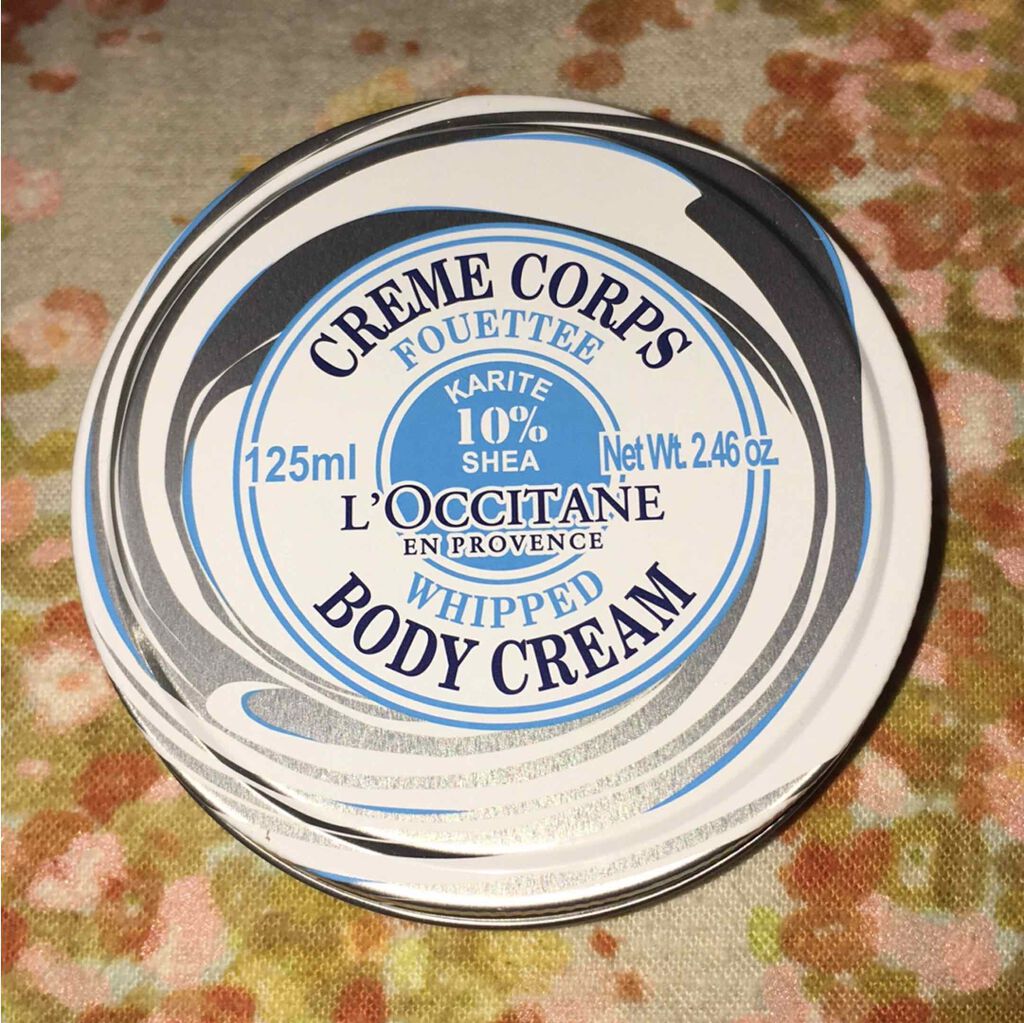 CREME CORPS
FOUETTEE
KARITE
10%
SHEA
125ml
Net Wt. 2.46 oz.
L'OCCITANE
EN PROVENCE
WHIPPED
BODY CREAM